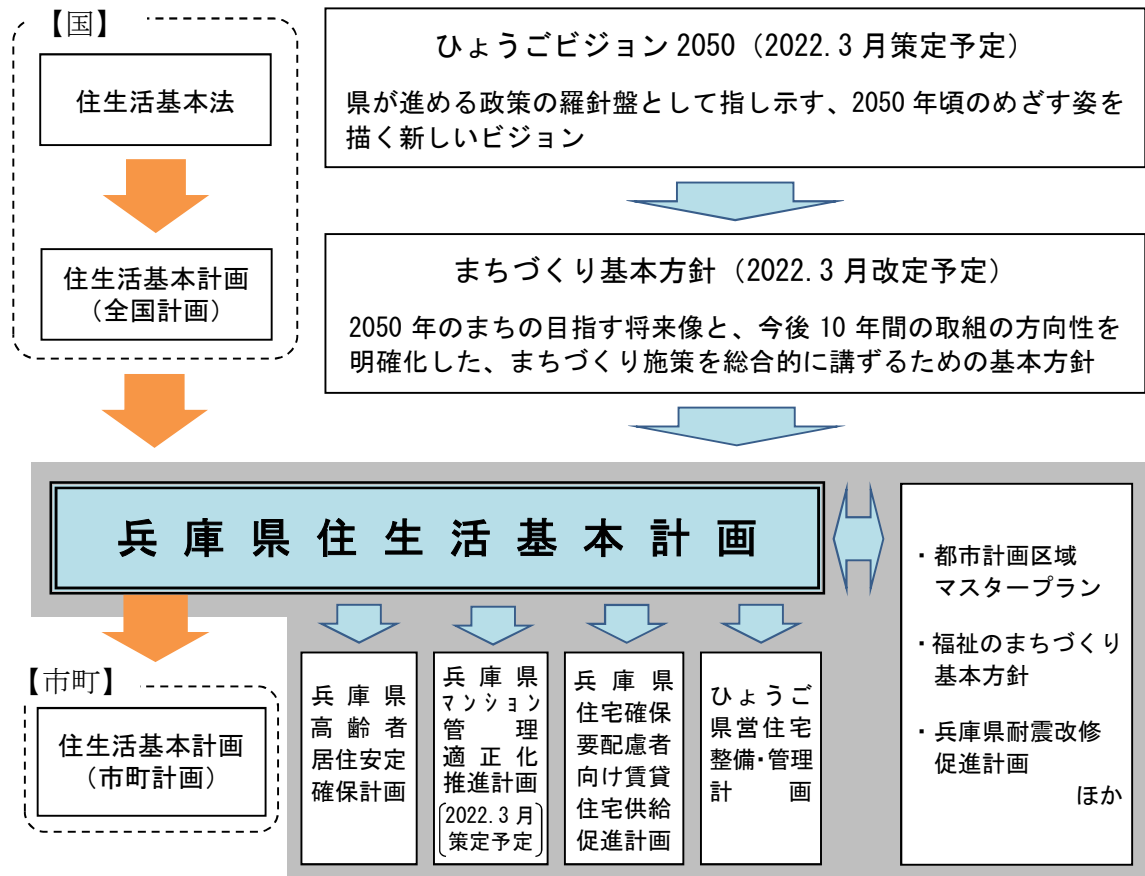 【国】
住生活基本法
住生活基本計画
（全国計画）
ひょうごビジョン 2050（2022.3 月策定予定）
県が進める政策の羅針盤として指し示す、2050 年頃のめざす姿を
描く新しいビジョン
まちづくり基本方針（2022.3 月改定予定）
2050 年のまちの目指す将来像と、今後 10 年間の取組の方向性を
明確化した、まちづくり施策を総合的に講ずるための基本方針
兵庫県住生活基本計画
【市町】
住生活基本計画
（市町計画）
兵庫県
高齢者
居住安定
確保計画
兵庫県
マンション
管理
適正化
推進計画
［2022.3 月
策定予定］
兵庫県
住宅確保
要配慮者
向け賃貸
住宅供給
促進計画
ひょうご
県営住宅
整備・管理
計画
・都市計画区域
マスタープラン
・福祉のまちづくり
基本方針
・兵庫県耐震改修
促進計画
ほか